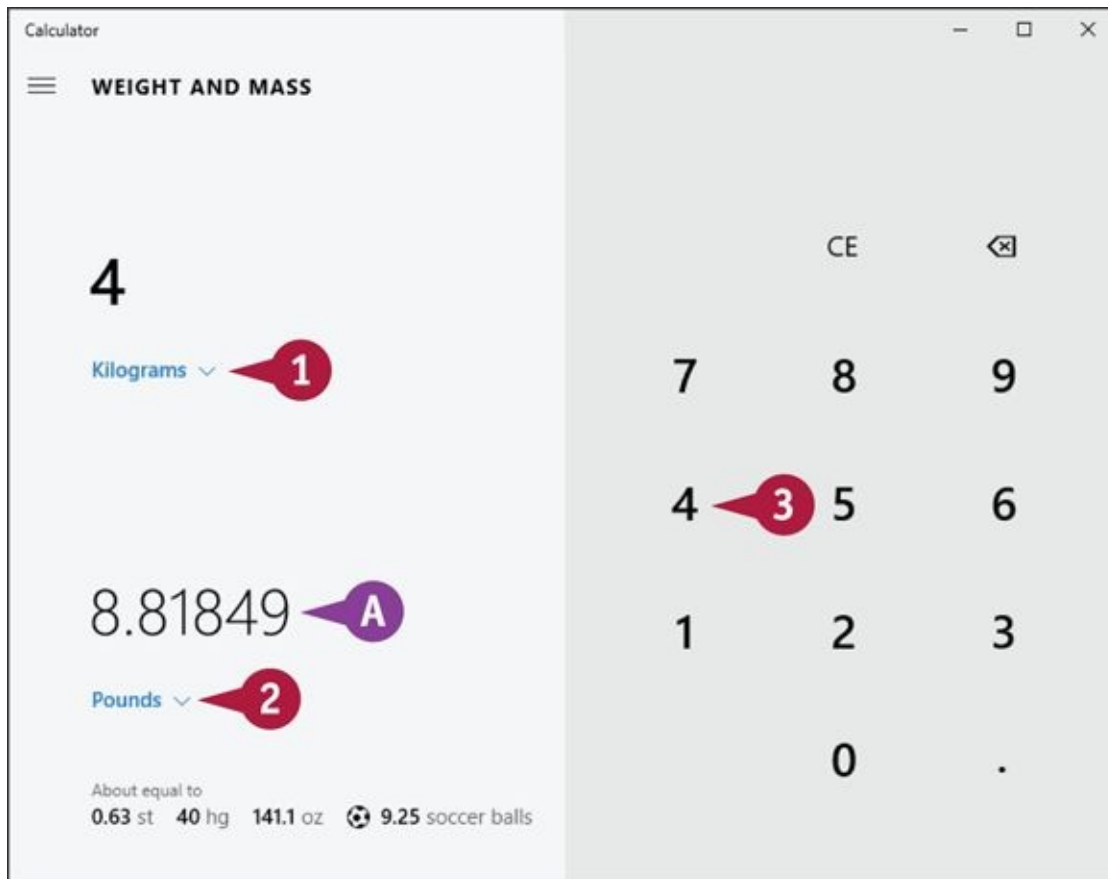 Calculator
WEIGHT AND MASS
4
Kilograms 1
8.81849 A
Pounds 2
About equal to
0.63 st 40 hg 141.1 oz 9.25 soccer balls
CE
7 8 9
4 3 5 6
1 2 3
0 .